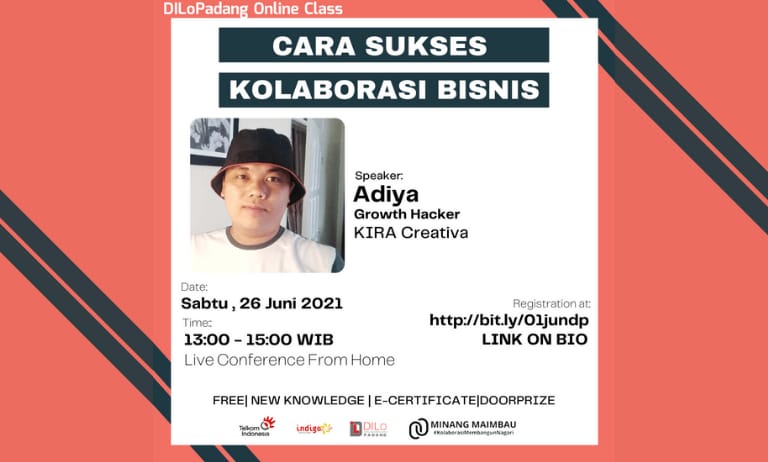 DILoPadang Online Class
CARA SUKSES
KOLABORASI BISNIS
Speaker:
Adiya
Growth Hacker
KIRA Creativa
Date:
Sabtu , 26 Juni 2021
Time::
13:00 - 15:00 WIB
Live Conference From Home
Registration at:
http://bit.ly/01jundp
LINK ON BIO
FREE| NEW KNOWLEDGE | E-CERTIFICATE|DOORPRIZE
Telkom
Indonesia
indigo
DILo
PADANG
MINANG MAIMBAU
#KolaborasiMembangunNagari